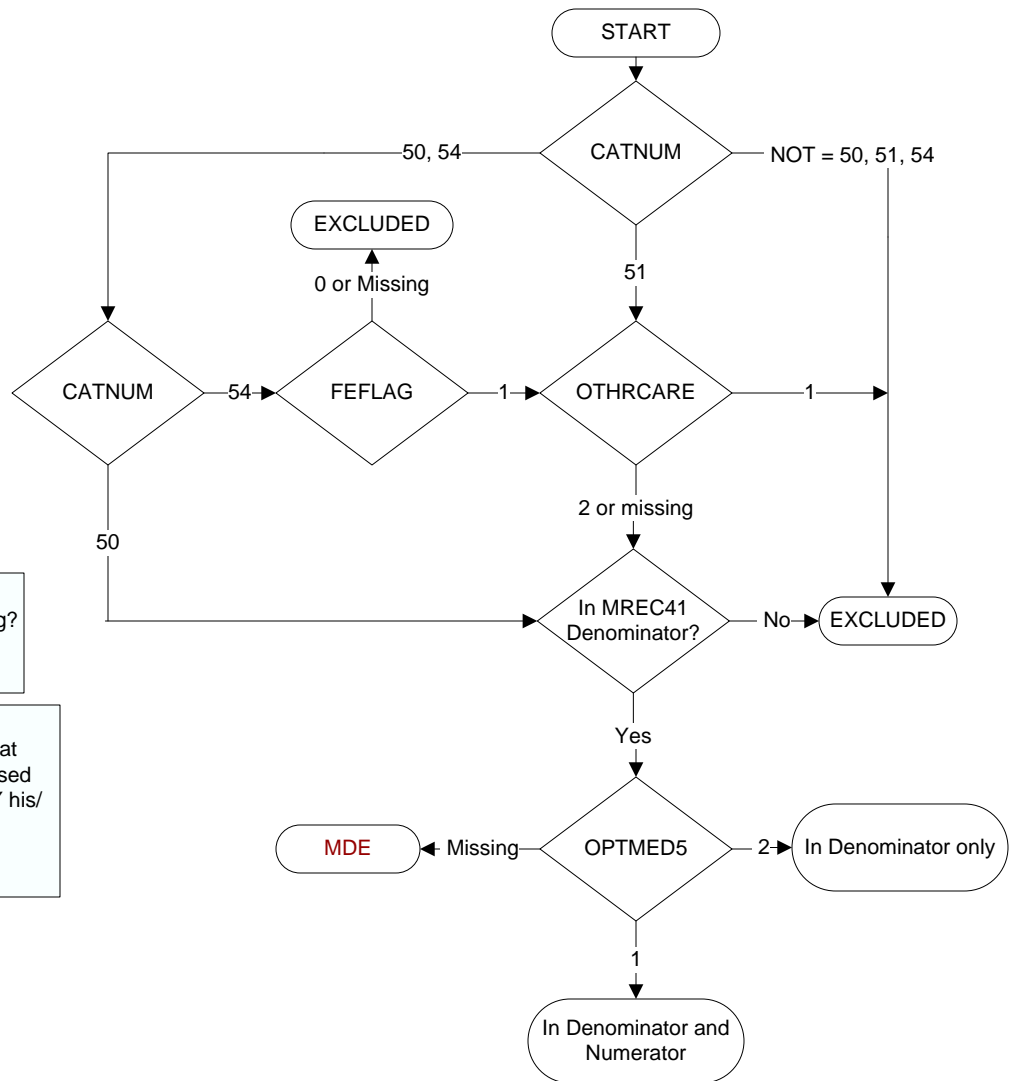 START
CATNUM
50, 54
NOT = 50, 51, 54
EXCLUDED
0 or Missing
51
CATNUM
54
FEFLAG
1
OTHRCARE
1
2 or missing
50
g?
In MREC41
Denominator?
No
EXCLUDED
at
sed
Y his/
Yes
MDE
Missing
OPTMED5
2
In Denominator only
1
In Denominator and
Numerator